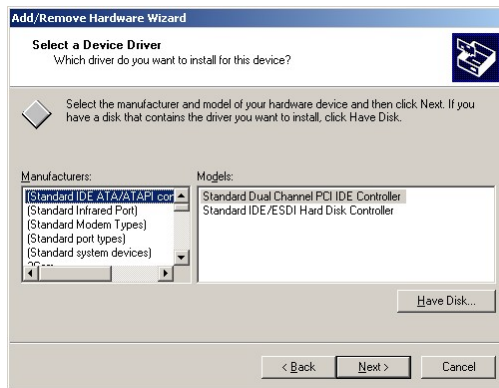 Add/Remove Hardware Wizard
Select a Device Driver
Which driver do you want to install for this device?
Select the manufacturer and model of your hardware device and then click Next. If you
have a disk that contains the driver you want to install, click Have Disk.
Manufacturers:
(Standard IDE ATA/ATAPI con
(Standard Infrared Port)
(Standard Modem Types)
(Standard port types)
(Standard system devices)
Models:
Standard Dual Channel PCI IDE Controller
Standard IDE/ESDI Hard Disk Controller
Have Disk...
< Back
Next >
Cancel